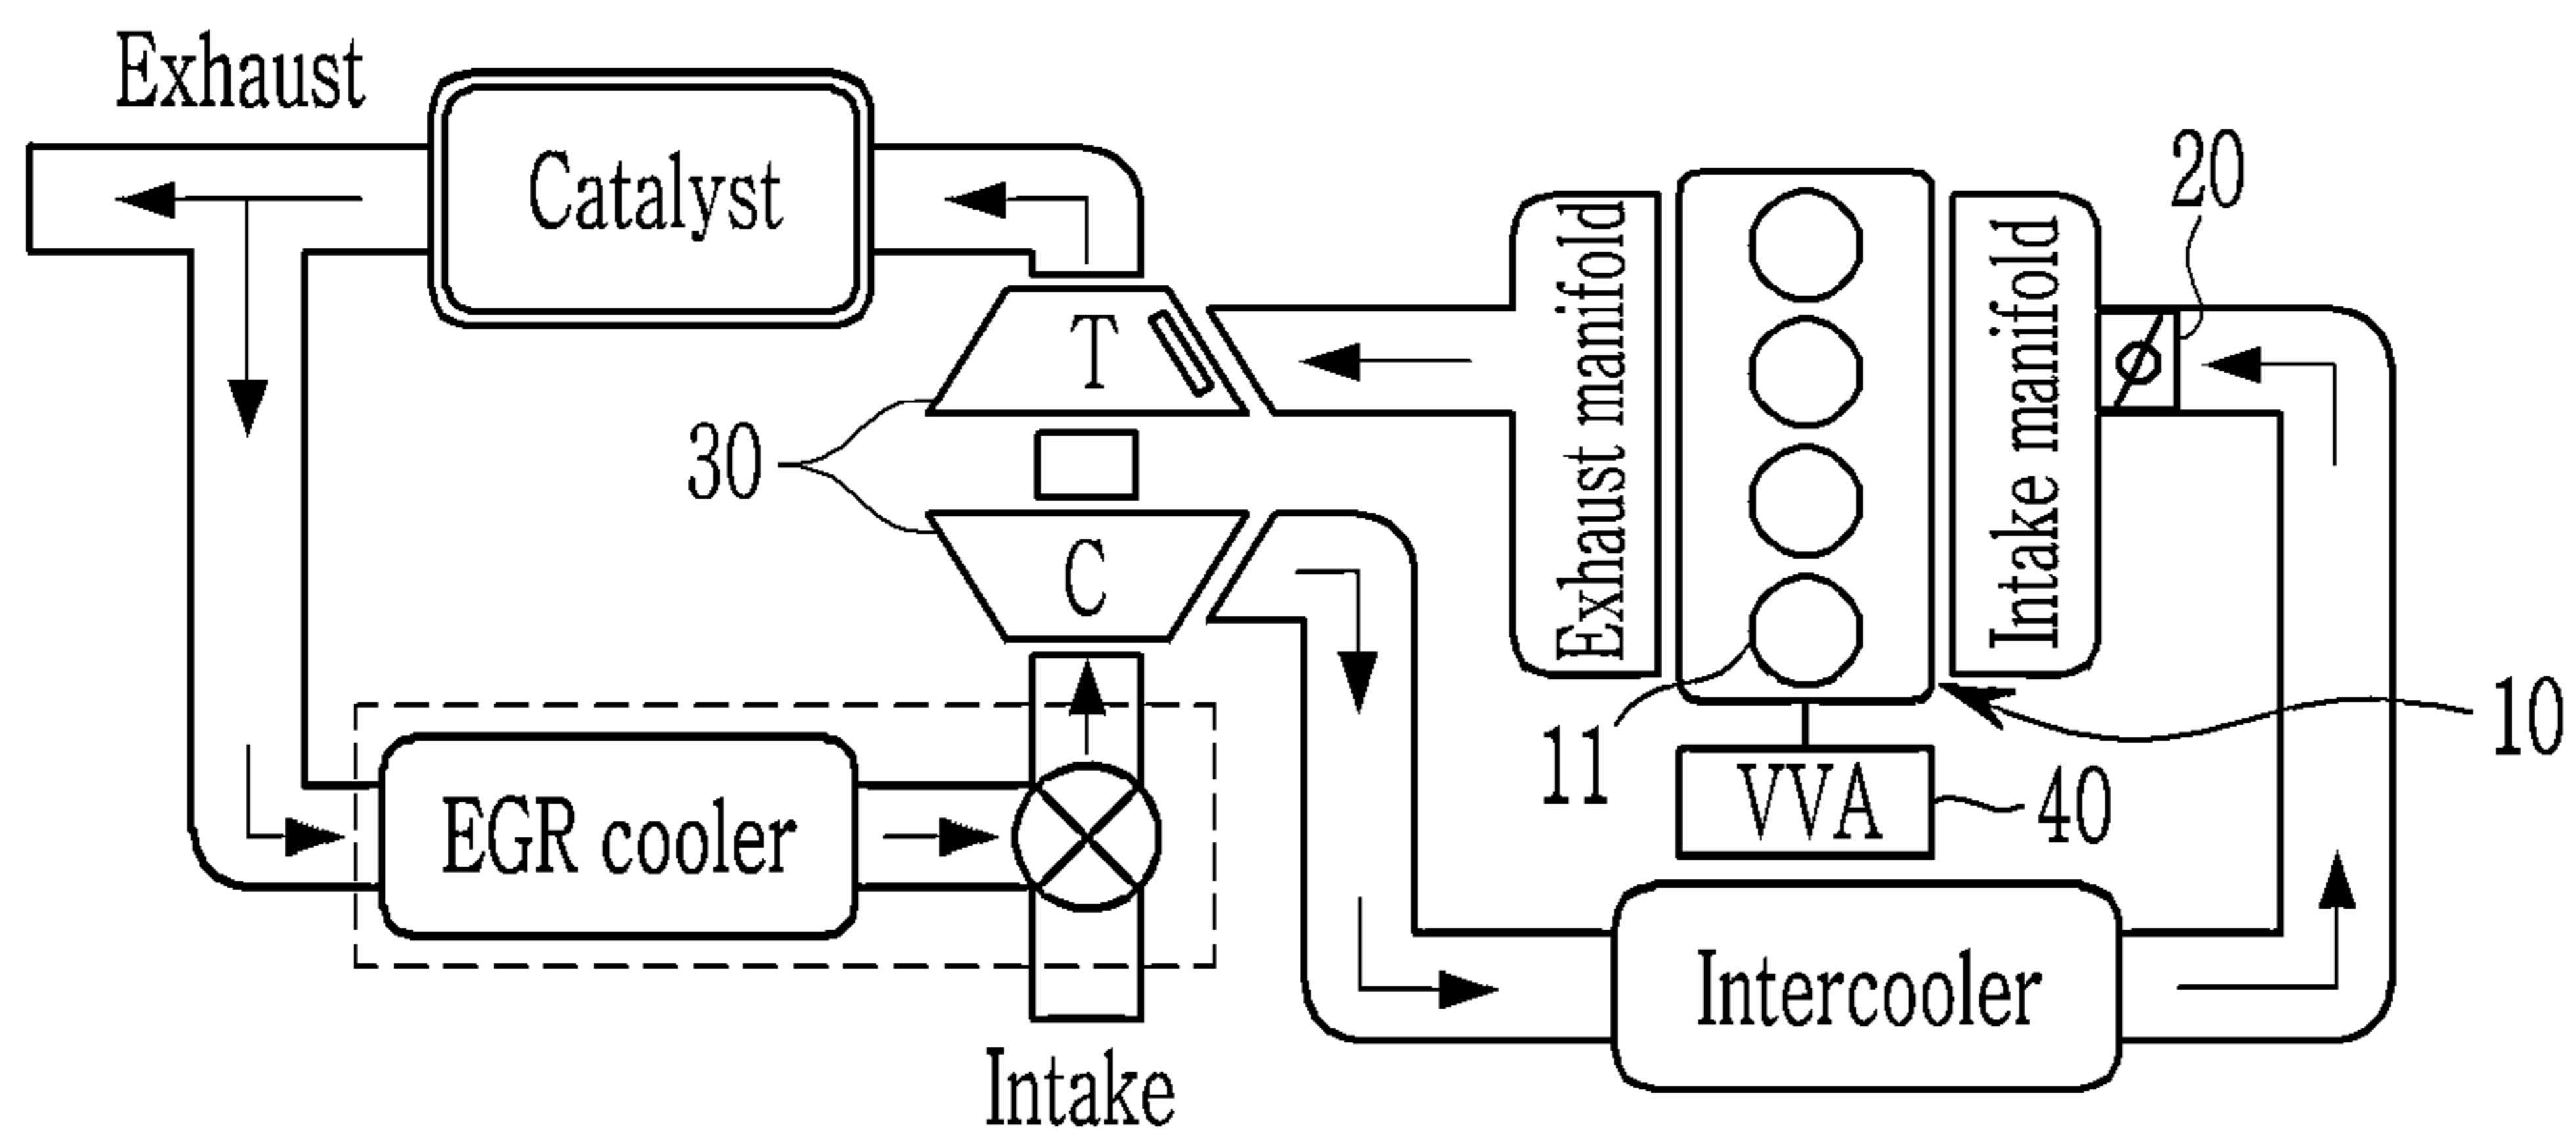 Exhaust
Catalyst
20
T
30
C
Exhaust manifold
Intake manifold
11
10
VVA
40
EGR cooler
Intercooler
Intake